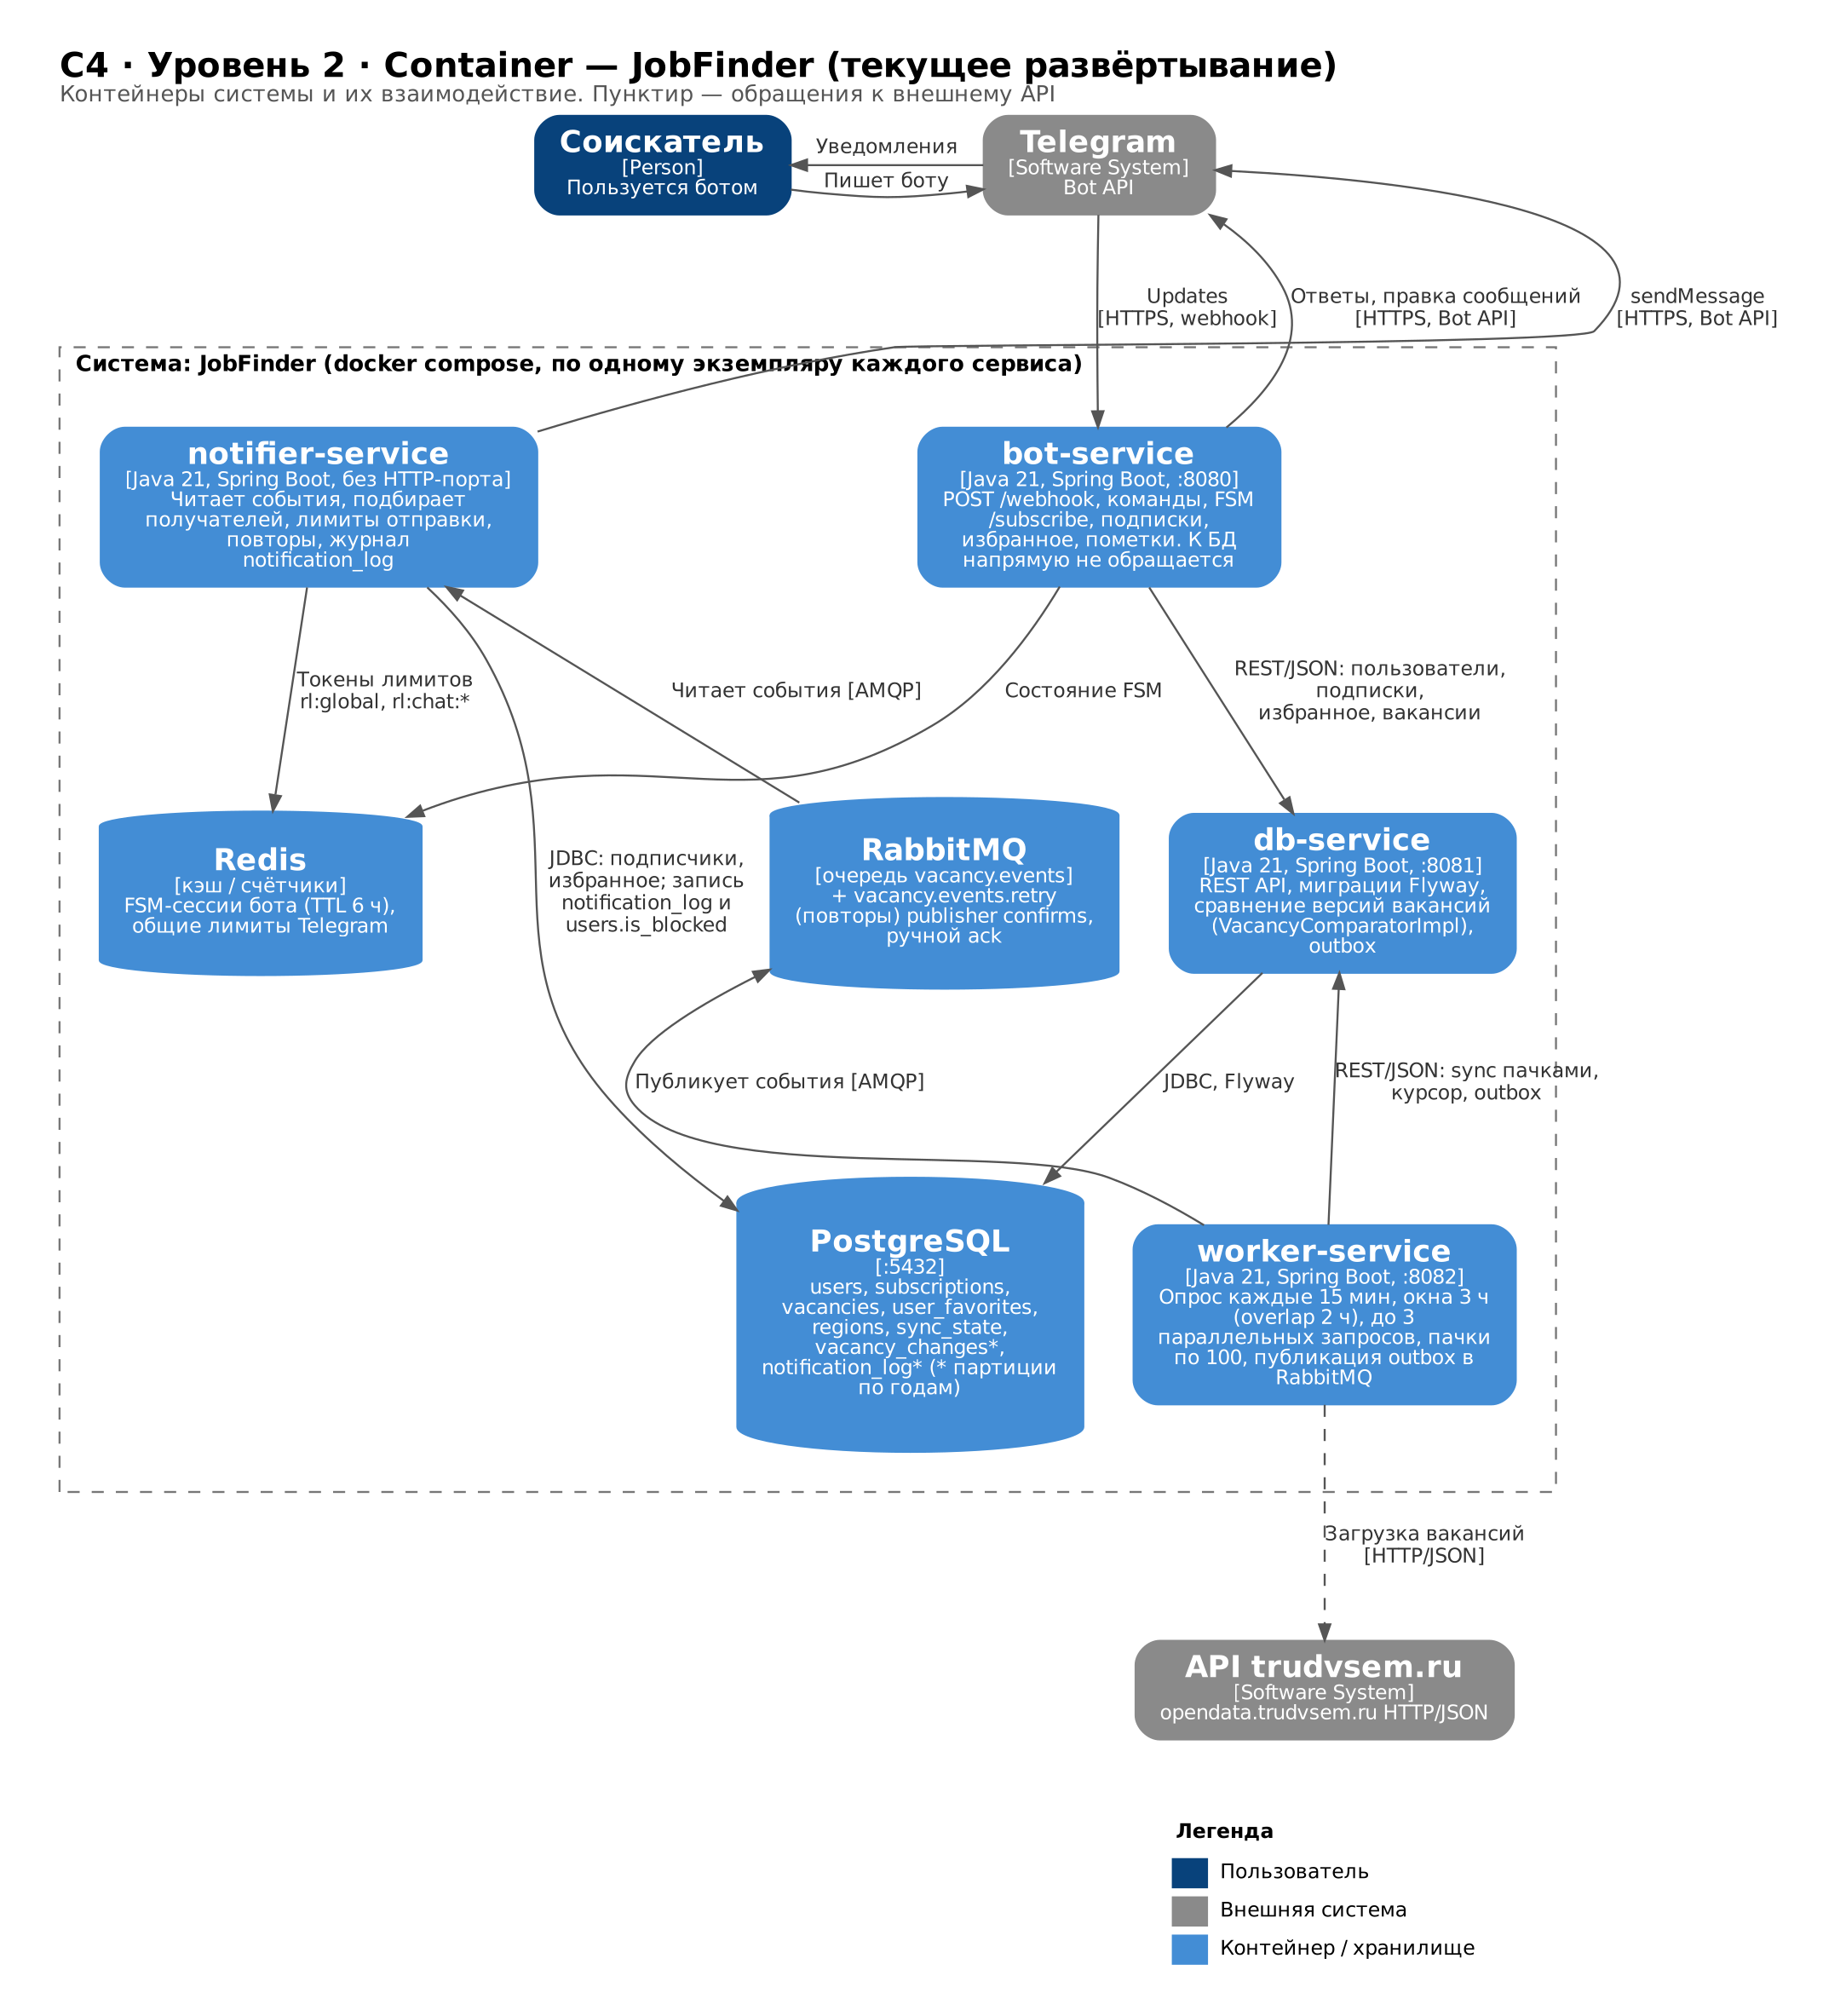 C4 · Уровень 2 · Container — JobFinder (текущее развёртывание)
Контейнеры системы и их взаимодействие. Пунктир — обращения к внешнему API
Соискатель
[Person]
Пользуется ботом
Уведомления
Пишет боту
Telegram
[Software System]
Bot API
Updates
[HTTPS, webhook]
Ответы, правка сообщений
[HTTPS, Bot API]
sendMessage
[HTTPS, Bot API]
Система: JobFinder (docker compose, по одному экземпляру каждого сервиса)
notifier-service
[Java 21, Spring Boot, без HTTP-порта]
Читает события, подбирает
получателей, лимиты отправки,
повторы, журнал
notification_log
bot-service
[Java 21, Spring Boot, :8080]
POST /webhook, команды, FSM
/subscribe, подписки,
избранное, пометки. К БД
напрямую не обращается
Токены лимитов
rl:global, rl:chat:*
Читает события [AMQP]
Состояние FSM
REST/JSON: пользователи,
подписки,
избранное, вакансии
Redis
[кэш / счётчики]
FSM-сессии бота (TTL 6 ч),
общие лимиты Telegram
JDBC: подписчики,
избранное; запись
notification_log и
users.is_blocked
RabbitMQ
[очередь vacancy.events]
+ vacancy.events.retry
(повторы) publisher confirms,
ручной ack
db-service
[Java 21, Spring Boot, :8081]
REST API, миграции Flyway,
сравнение версий вакансий
(VacancyComparatorImpl),
outbox
Публикует события [AMQP]
JDBC, Flyway
REST/JSON: sync пачками,
курсор, outbox
PostgreSQL
[:5432]
users, subscriptions,
vacancies, user_favorites,
regions, sync_state,
vacancy_changes*,
notification_log* (* партиции
по годам)
worker-service
[Java 21, Spring Boot, :8082]
Опрос каждые 15 мин, окна 3 ч
(overlap 2 ч), до 3
параллельных запросов, пачки
по 100, публикация outbox в
RabbitMQ
Загрузка вакансий
[HTTP/JSON]
API trudvsem.ru
[Software System]
opendata.trudvsem.ru HTTP/JSON
Легенда
Пользователь
Внешняя система
Контейнер / хранилище